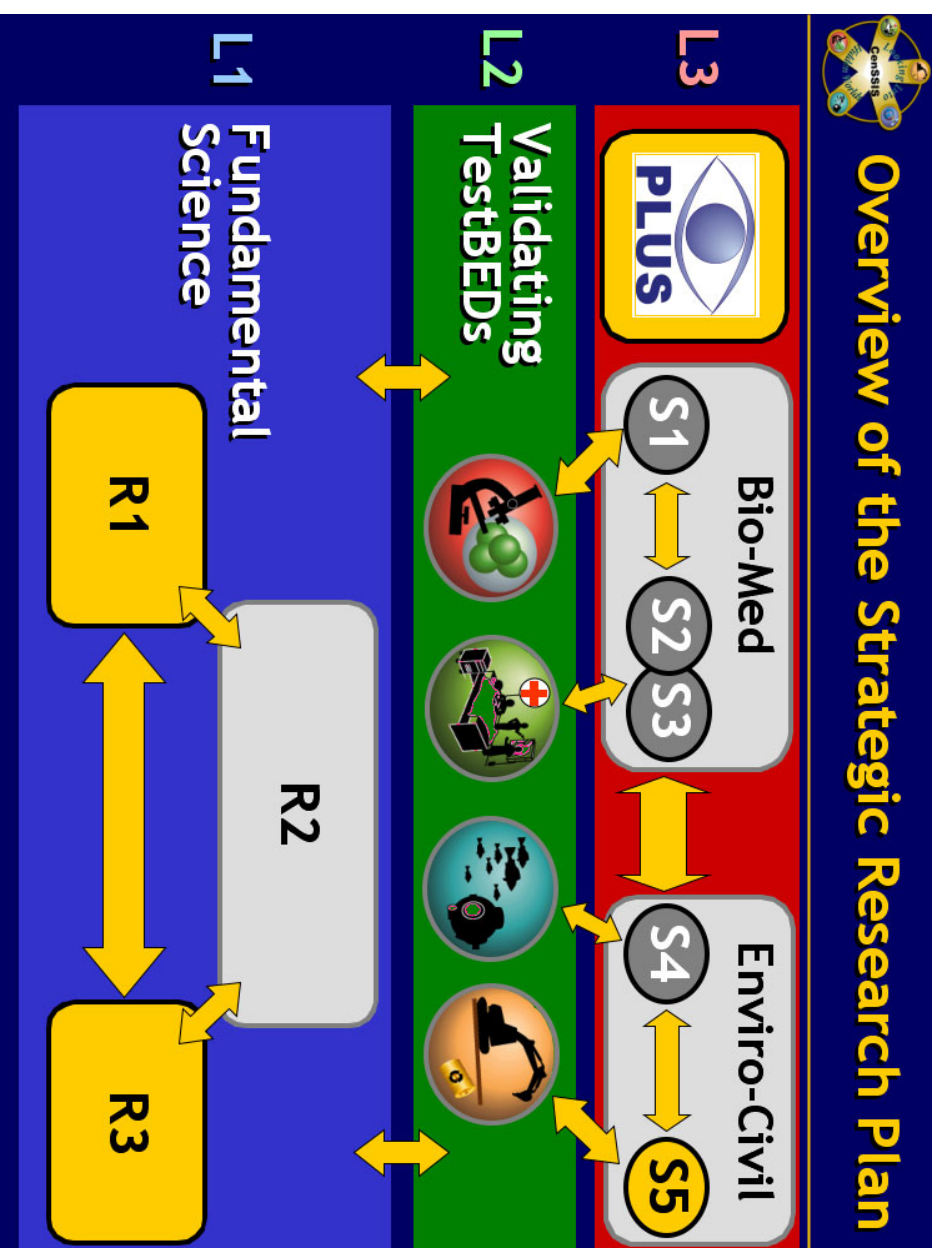 Overview of the Strategic Research Plan
CenSSIS
L3
PLUS
Bio-Med
S1
S2
S3
Enviro-Civil
S4
S5
L2
Validating
TestBEDs
G
L1
Fundamental
Science
R1
R2
R3